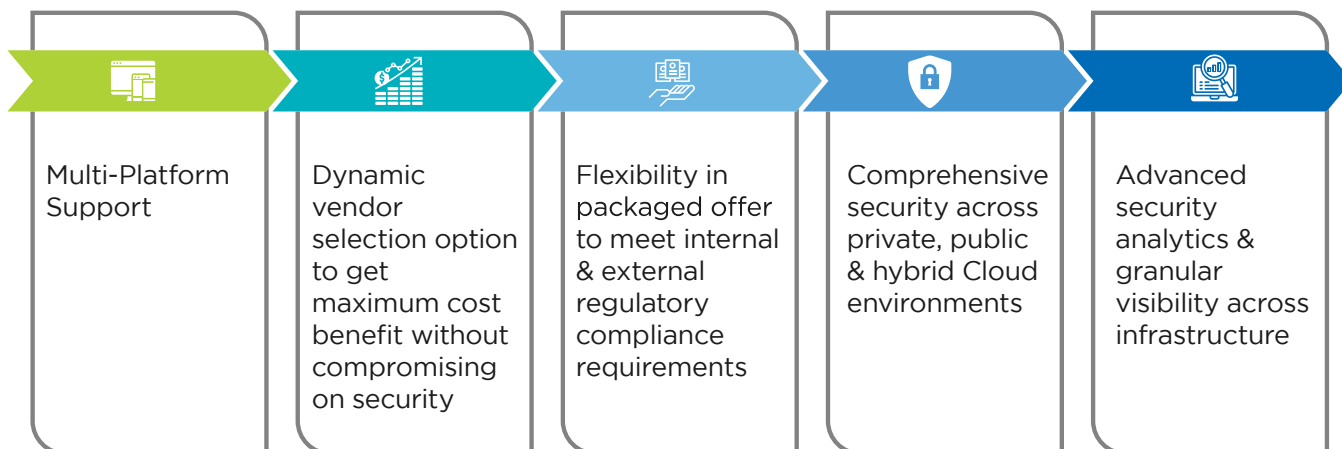 Multi-Platform
Support
Dynamic
vendor
selection option
to get
maximum cost
benefit without
compromising
on security
Flexibility in
packaged offer
to meet internal
& external
regulatory
compliance
requirements
Comprehensive
security across
private, public
& hybrid Cloud
environments
Advanced
security
analytics &
granular
visibility across
infrastructure